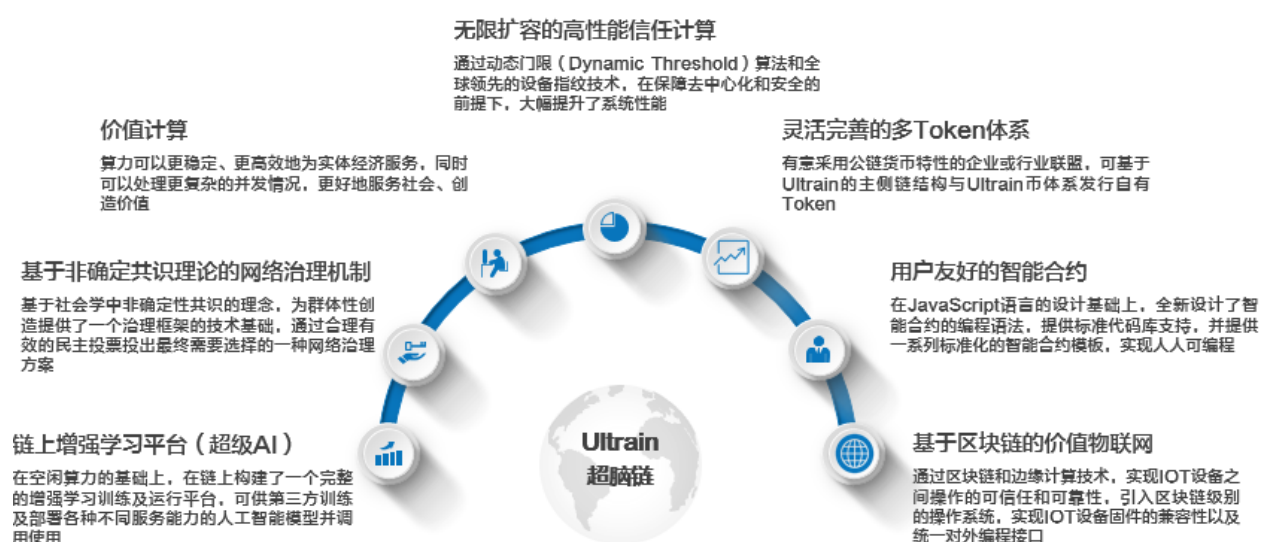 无限扩容的高性能信任计算
通过动态门限（Dynamic Threshold）算法和全
球领先的设备指纹技术，在保障去中心化和安全的
前提下，大幅提升了系统性能
价值计算
算力可以更稳定、更高效地为实体经济服务，同时
可以处理更复杂的并发情况，更好地服务社会、创
造价值
灵活完善的多Token体系
有意采用公链货币特性的企业或行业联盟，可基于
Ultrain的主侧链结构与Ultrain币体系发行自有
Token
基于非确定共识理论的网络治理机制
基于社会学中非确定性共识的理念，为群体性创
造提供了一个治理框架的技术基础，通过合理有
效的民主投票投出最终需要选择的一种网络治理
方案
用户友好的智能合约
在JavaScript语言的设计基础上，全新设计了智
能合约的编程语法，提供标准代码库支持，并提供
一系列标准化的智能合约模板，实现人人可编程
链上增强学习平台（超级AI）
在空闲算力的基础上，在链上构建了一个完整
的增强学习训练及运行平台，可供第三方训练
及部署各种不同服务能力的人工智能模型并调
用使用
Ultrain
超脑链
基于区块链的价值物联网
通过区块链和边缘计算技术，实现IOT设备之
间操作的可信任和可靠性，引入区块链级别
的操作系统，实现IOT设备固件的兼容性以及
统一对外编程接口